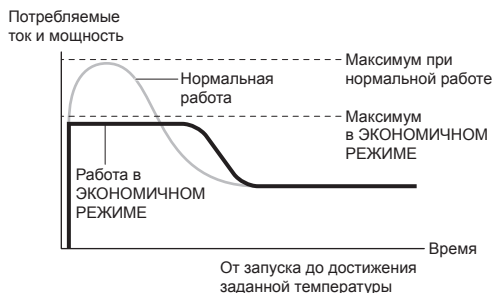 Потребляемые
ток и мощность
Максимум при
нормальной работе
Нормальная
работа
Максимум
в ЭКОНОМИЧНОМ
РЕЖИМЕ
Работа в
ЭКОНОМИЧНОМ
РЕЖИМЕ
Время
От запуска до достижения
заданной температуры